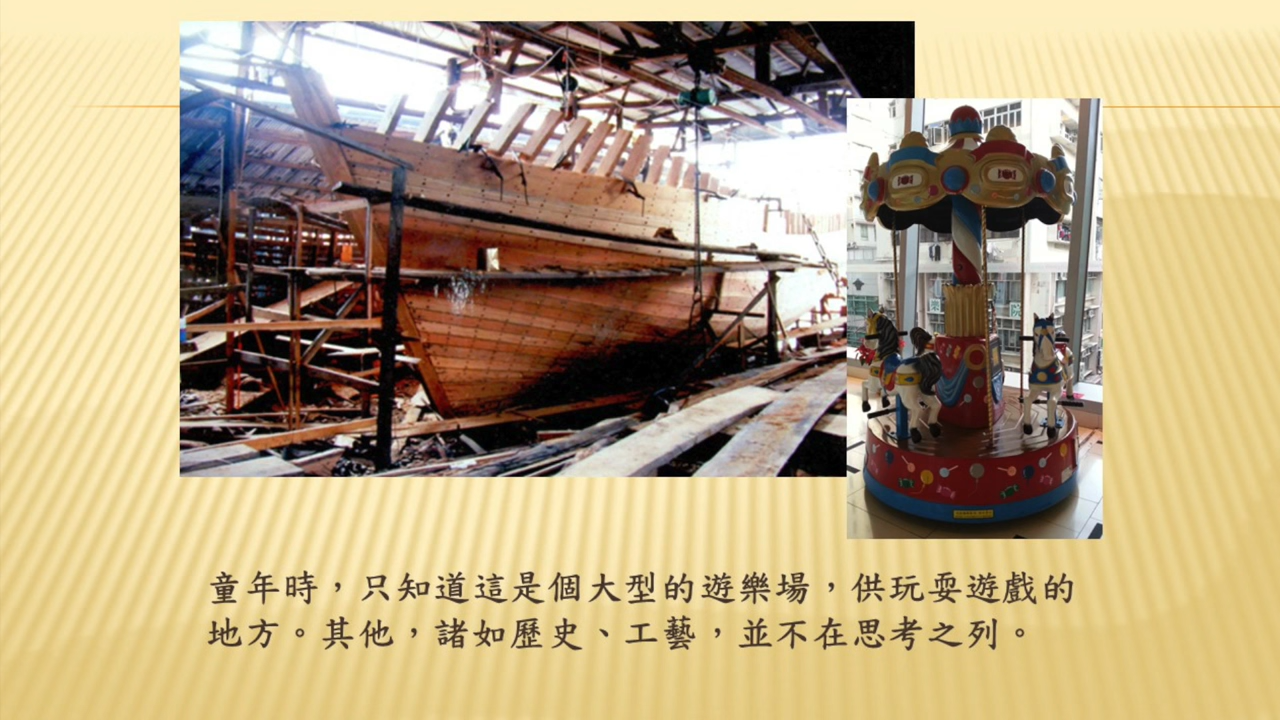 童年時，只知道這是個大型的遊樂場，供玩耍遊戲的
地方。其他，諸如歷史、工藝，並不在思考之列。